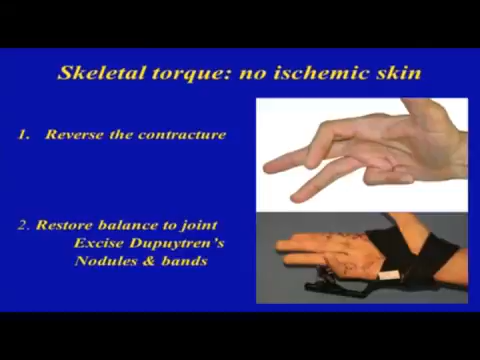 Skeletal torque: no ischemic skin
1. Reverse the contracture
2. Restore balance to joint
Excise Dupuytren's
Nodules & bands